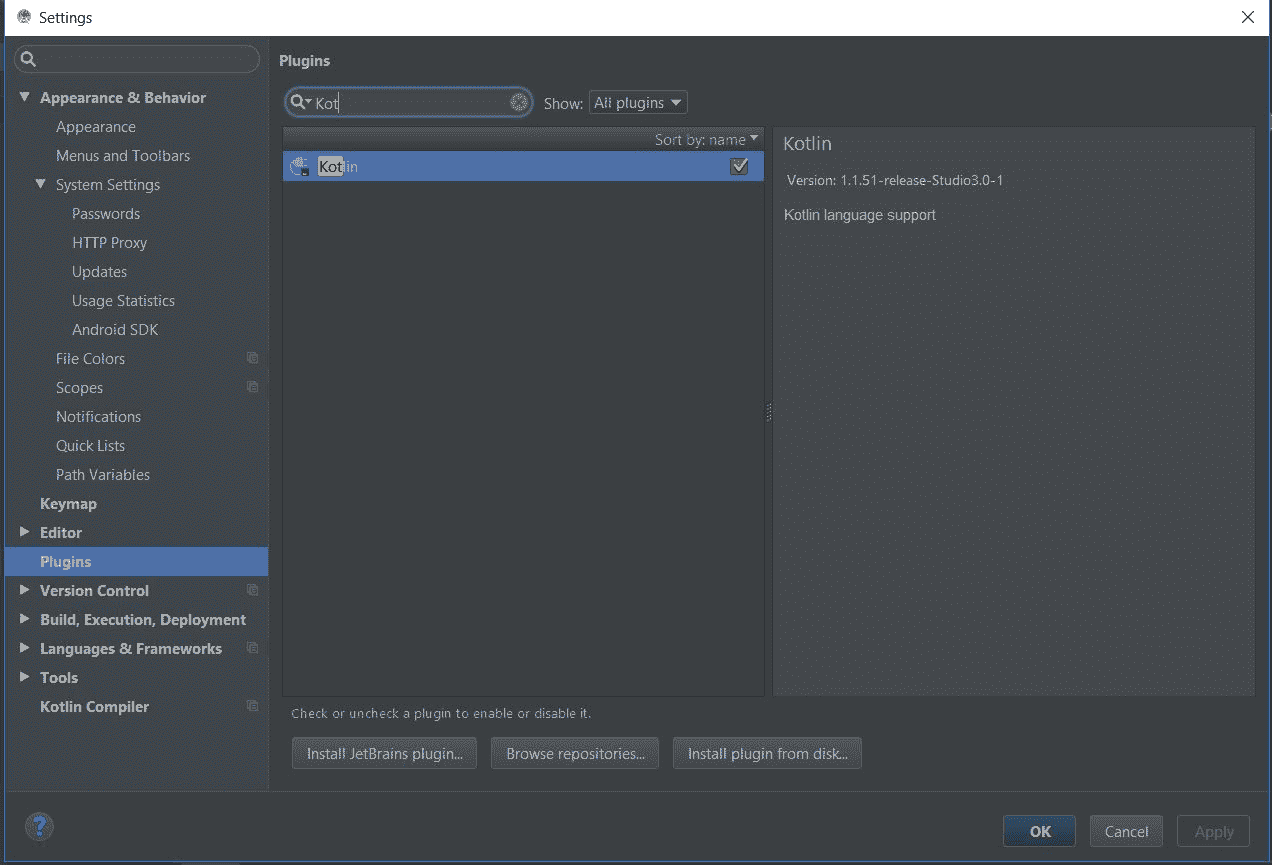 Settings
Plugins
Kot
Show: All plugins
Appearance & Behavior
Appearance
Menus and Toolbars
System Settings
Passwords
HTTP Proxy
Updates
Usage Statistics
Android SDK
File Colors
Scopes
Notifications
Quick Lists
Path Variables
Keymap
Editor
Plugins
Version Control
Build, Execution, Deployment
Languages & Frameworks
Tools
Kotlin Compiler
Sort by: name
Kotlin
Kotlin
Version: 1.1.51-release-Studio3.0-1
Kotlin language support
Check or uncheck a plugin to enable or disable it.
Install JetBrains plugin...
Browse repositories...
Install plugin from disk...
?
OK
Cancel
Apply